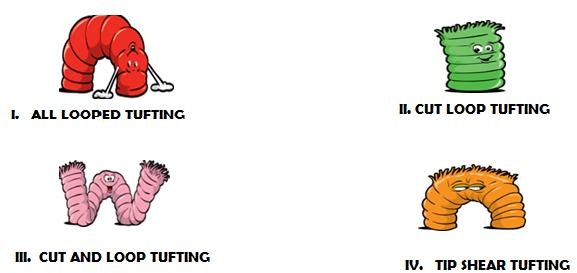 I. ALL LOOPED TUFTING
II. CUT LOOP TUFTING
III. CUT AND LOOP TUFTING
IV. TIP SHEAR TUFTING